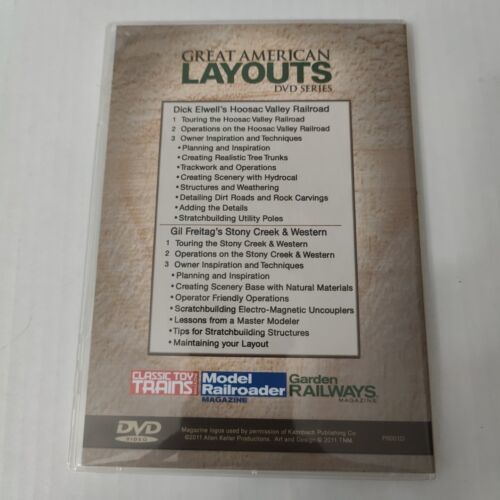 GREAT AMERICAN
LAYOUTS
DVD SERIES
Dick Elwell's Hoosac Valley Railroad
1 Touring the Hoosac Valley Railroad
2 Operations on the Hoosac Valley Railroad
3 Owner Inspiration and Techniques
• Planning and Inspiration
• Creating Realistic Tree Trunks
• Trackwork and Operations
• Creating Scenery with Hydrocal
• Structures and Weathering
• Detailing Dirt Roads and Rock Carvings
• Adding the Details
• Stratchbuilding Utility Poles
Gil Freitag's Stony Creek & Western
1 Touring the Stony Creek & Western
2 Operations on the Stony Creek & Western
3 Owner Inspiration and Techniques
• Planning and Inspiration
• Creating Scenery Base with Natural Materials
• Operator Friendly Operations
• Scratchbuilding Electro-Magnetic Uncouplers
• Lessons from a Master Modeler
• Tips for Stratchbuilding Structures
• Maintaining your Layout
CLASSIC TOY
TRAINS
Model
Railroader
MAGAZINE
Garden
RAILWAYS
MAGAZINE
DVD
VIDEO
Magazine logos used by permission of Kalmbach Publishing Co.
©2011 Allen Keller Productions. Art and Design © 2011 TNM.